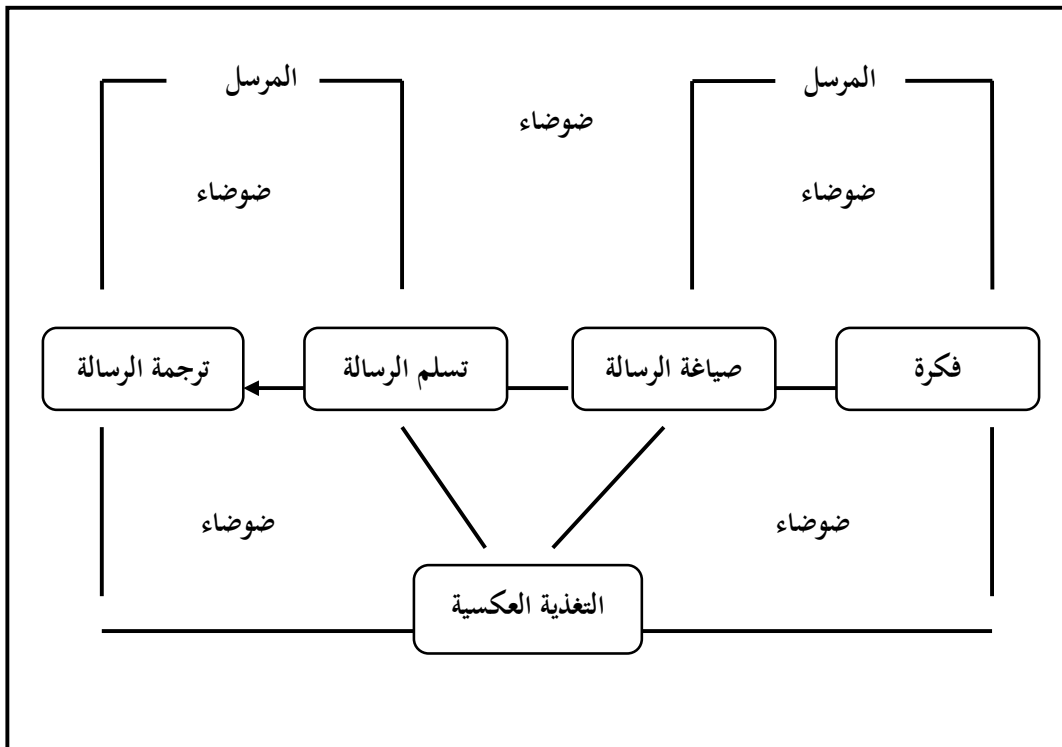 المرسل
المرسل
ضوضاء
ضوضاء
ضوضاء
فكرة
صياغة الرسالة
تسلم الرسالة
ترجمة الرسالة
ضوضاء
ضوضاء
التغذية العكسية